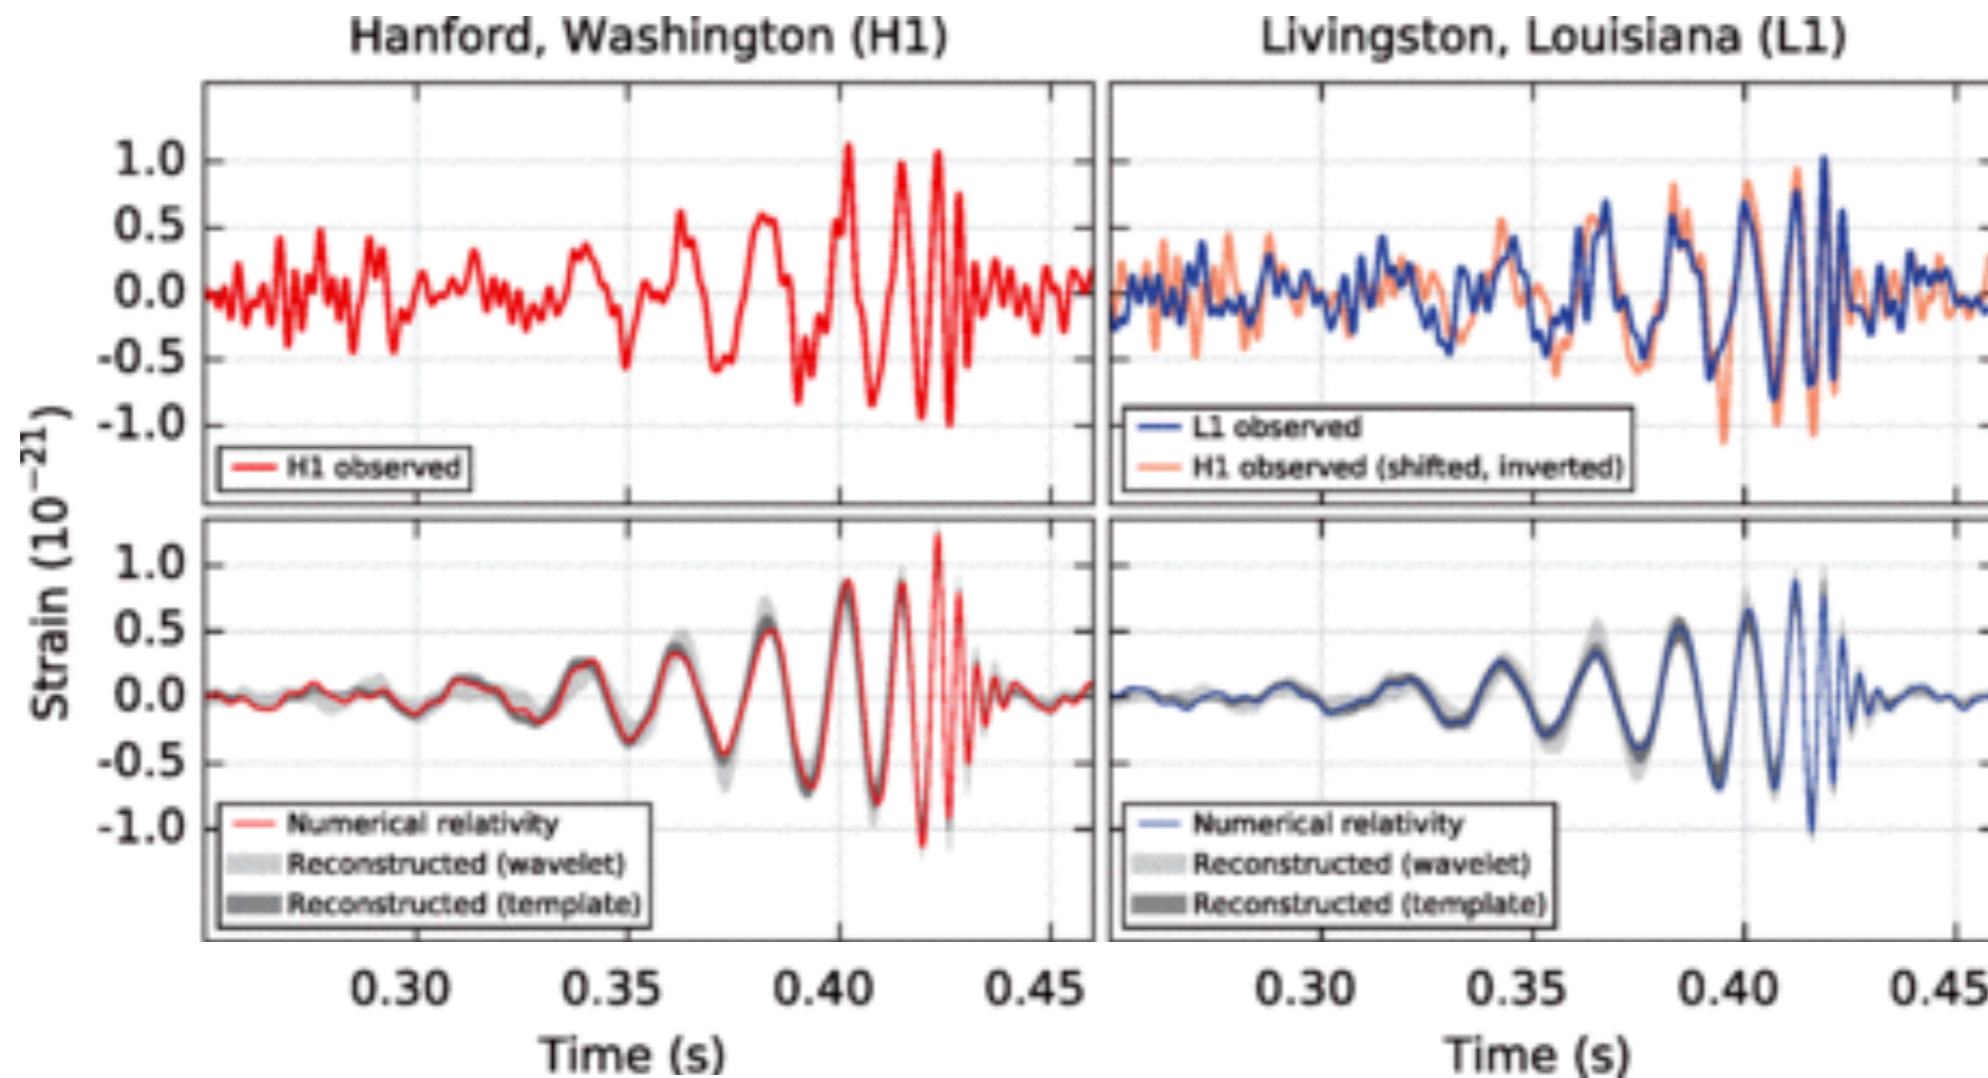 Hanford, Washington (H1)
Livingston, Louisiana (L1)
Strain (10⁻²¹)
1.0
0.5
0.0
-0.5
-1.0
H1 observed
L1 observed
H1 observed (shifted, inverted)
1.0
0.5
0.0
-0.5
-1.0
Numerical relativity
Reconstructed (wavelet)
Reconstructed (template)
Numerical relativity
Reconstructed (wavelet)
Reconstructed (template)
0.30 0.35 0.40 0.45
0.30 0.35 0.40 0.45
Time (s)
Time (s)